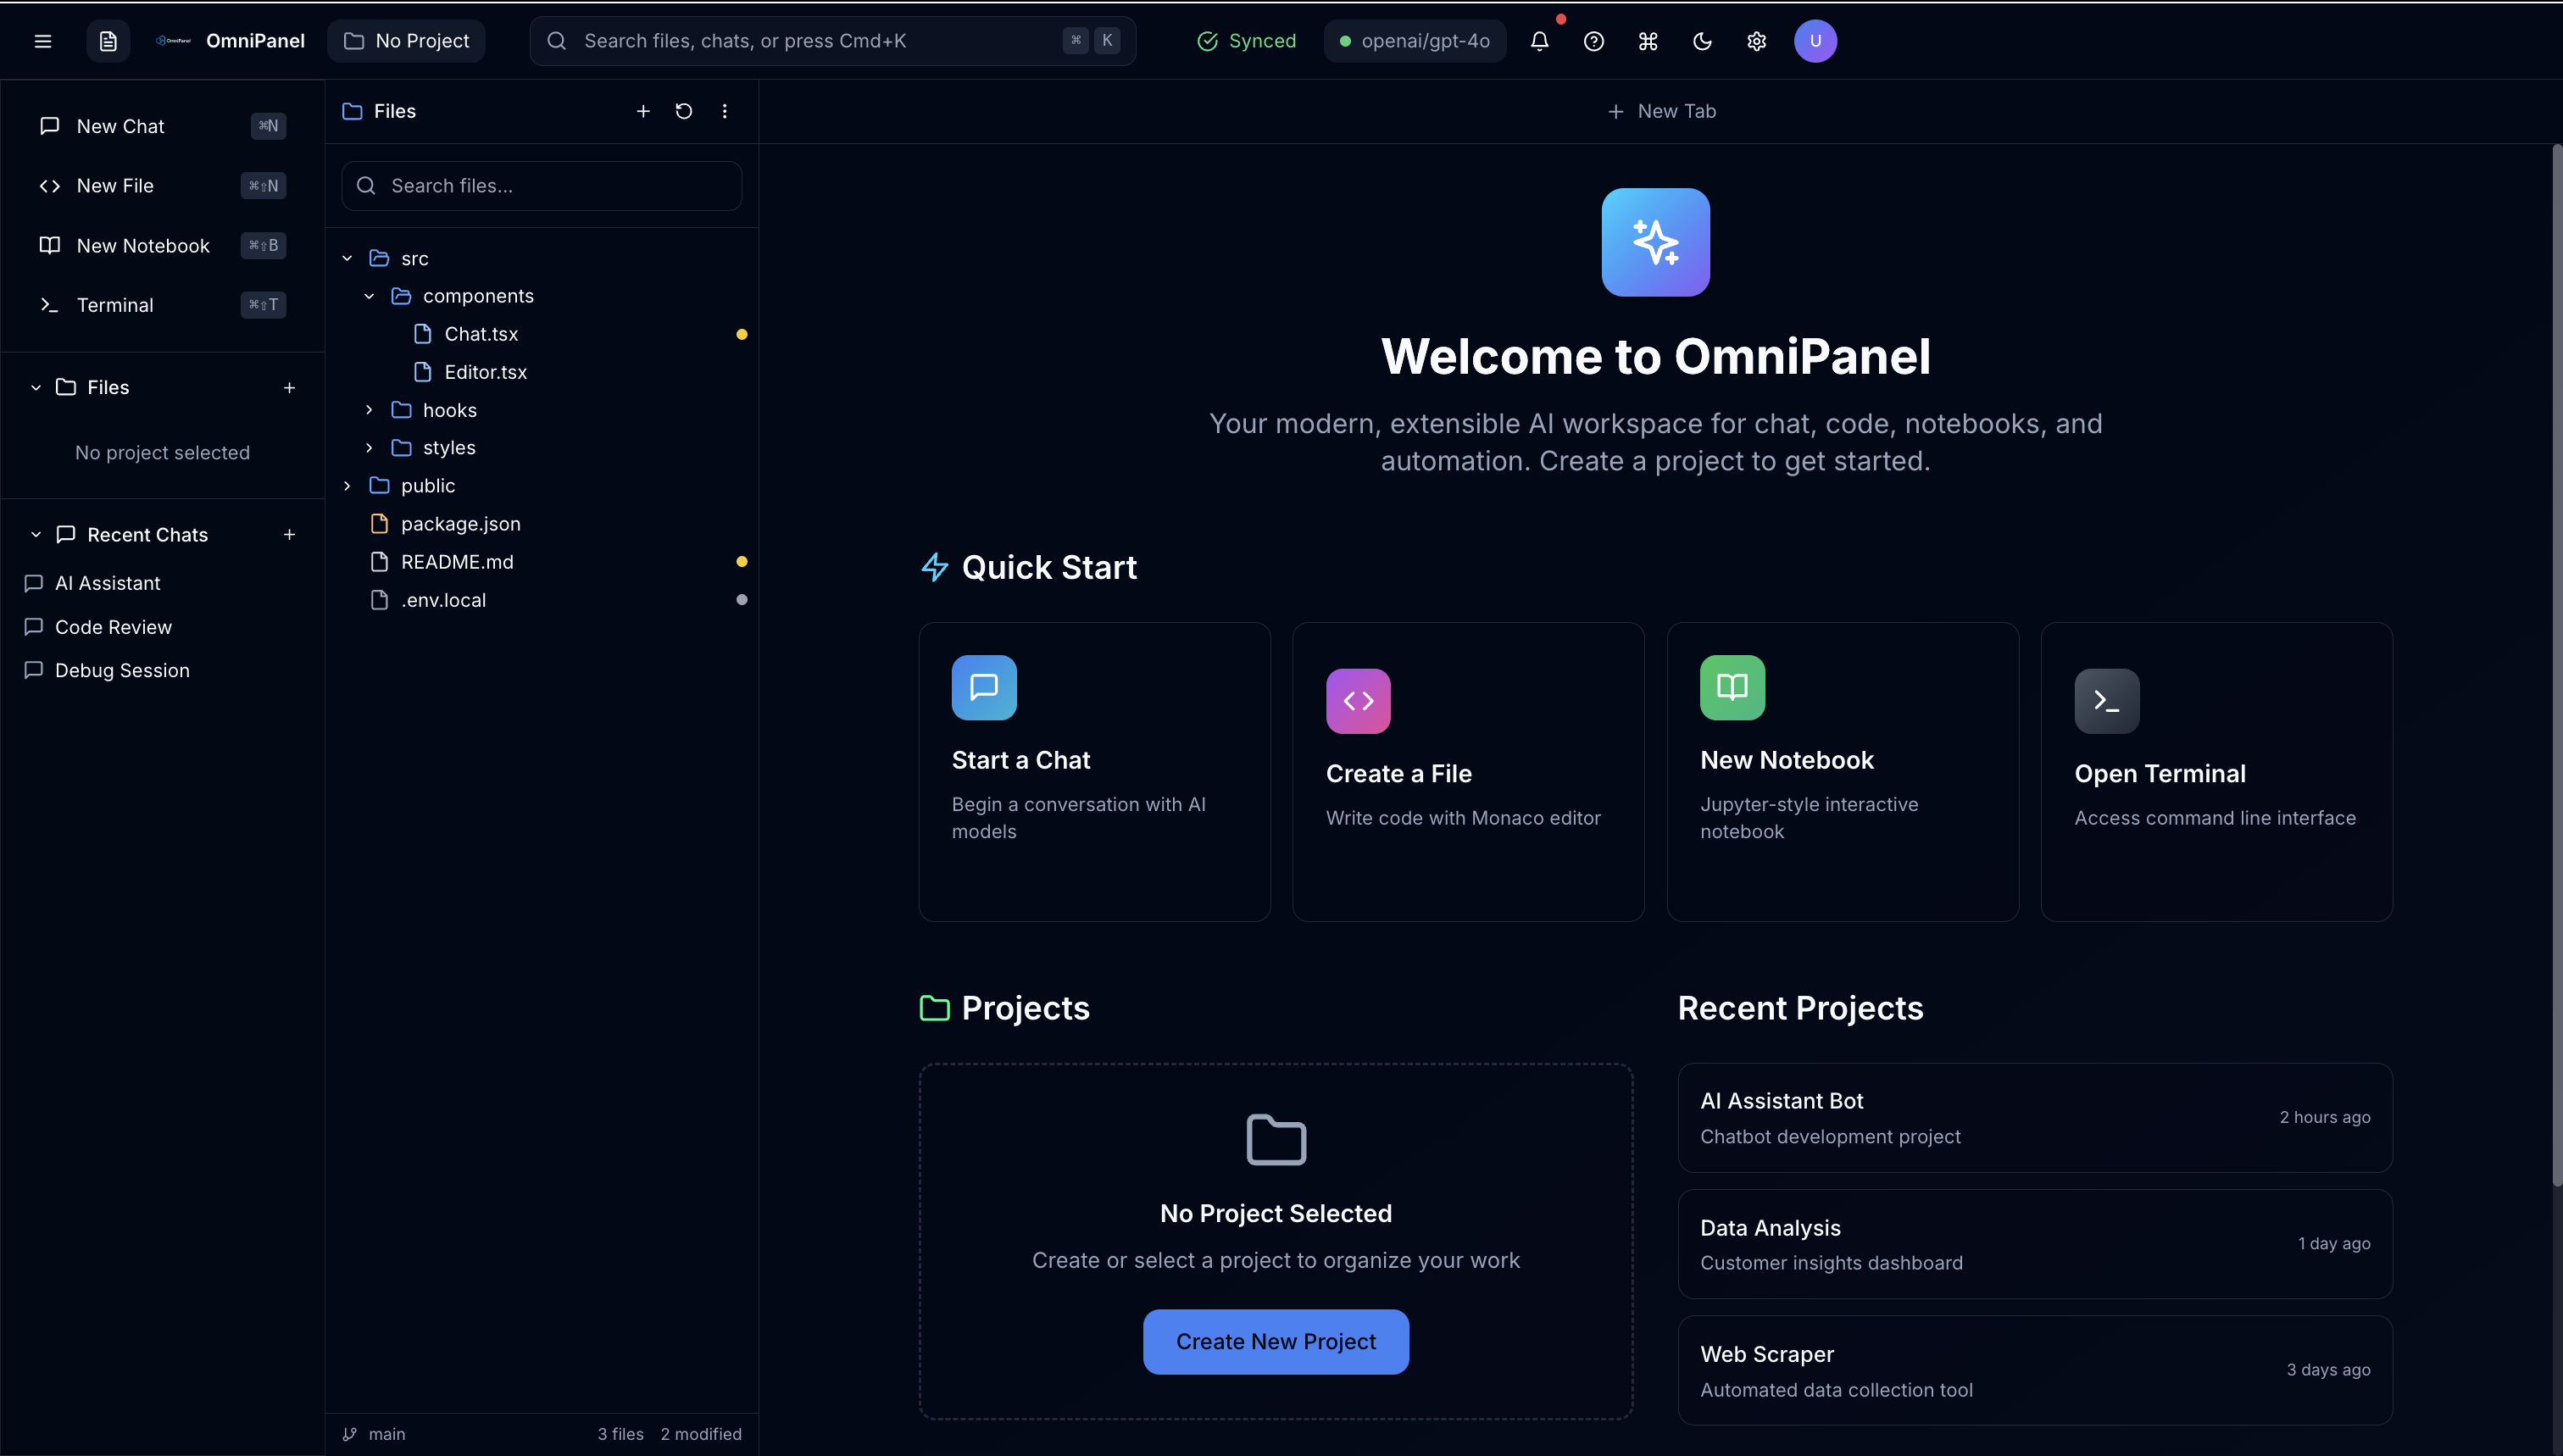 OmniPanel
OmniPanel
No Project
Search files, chats, or press Cmd+K
⌘ K
Synced
openai/gpt-4o
U
New Chat
⌘N
New File
⌘⇧N
New Notebook
⌘⇧B
Terminal
⌘⇧T
Files
No project selected
Recent Chats
AI Assistant
Code Review
Debug Session
Files
Search files...
src
components
Chat.tsx
Editor.tsx
hooks
styles
public
package.json
README.md
.env.local
main
3 files
2 modified
New Tab
Welcome to OmniPanel
Your modern, extensible AI workspace for chat, code, notebooks, and
automation. Create a project to get started.
Quick Start
Start a Chat
Begin a conversation with AI
models
Create a File
Write code with Monaco editor
New Notebook
Jupyter-style interactive
notebook
Open Terminal
Access command line interface
Projects
No Project Selected
Create or select a project to organize your work
Create New Project
Recent Projects
AI Assistant Bot
Chatbot development project
2 hours ago
Data Analysis
Customer insights dashboard
1 day ago
Web Scraper
Automated data collection tool
3 days ago